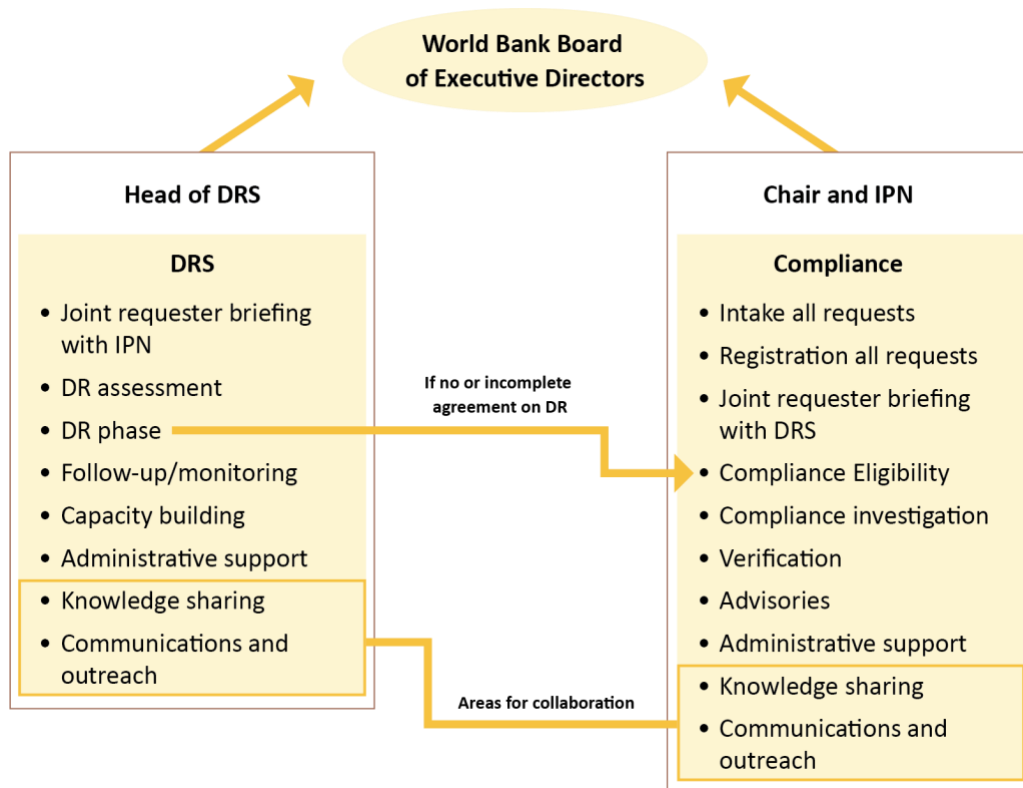 World Bank Board
of Executive Directors
Head of DRS
DRS
• Joint requester briefing
with IPN
• DR assessment
• DR phase
• Follow-up/monitoring
• Capacity building
• Administrative support
• Knowledge sharing
• Communications and
outreach
If no or incomplete
agreement on DR
Areas for collaboration
Chair and IPN
Compliance
• Intake all requests
• Registration all requests
• Joint requester briefing
with DRS
• Compliance Eligibility
• Compliance investigation
• Verification
• Advisories
• Administrative support
• Knowledge sharing
• Communications and
outreach